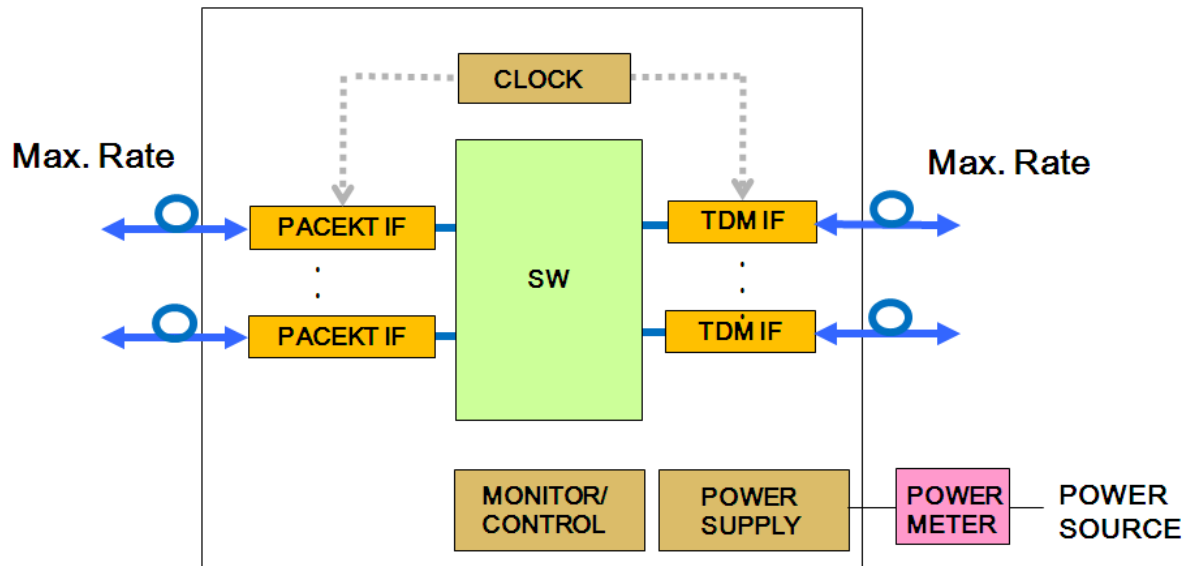 CLOCK
Max. Rate
Max. Rate
PACEKT IF
TDM IF
SW
PACEKT IF
TDM IF
MONITOR/
CONTROL
POWER
SUPPLY
POWER
METER
POWER
SOURCE